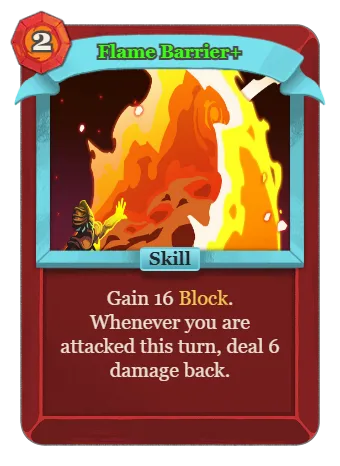 2
Flame Barrier+
Skill
Gain 16 Block.
Whenever you are
attacked this turn, deal 6
damage back.